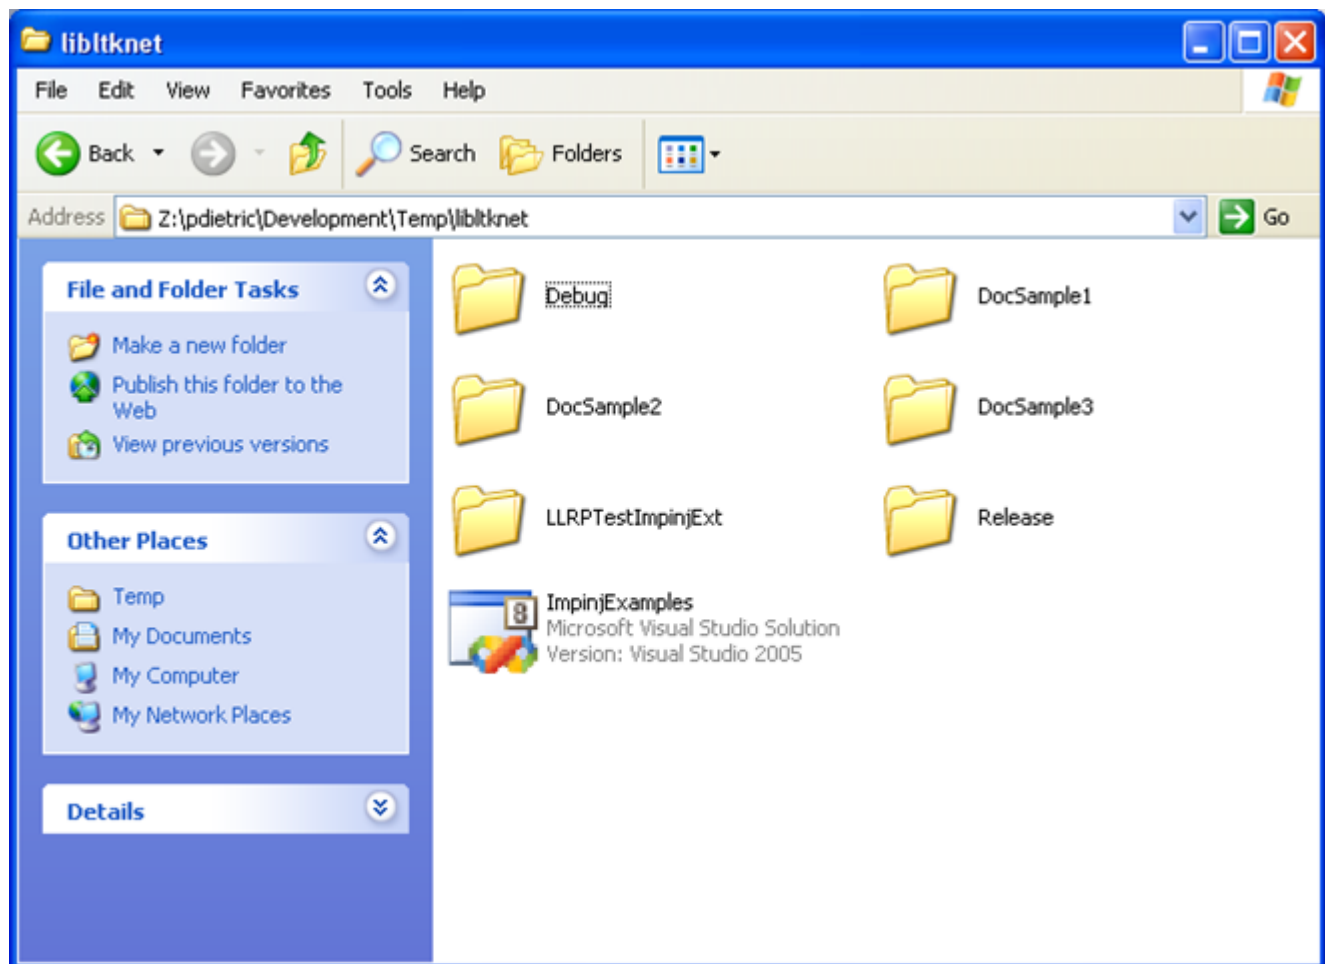 libltknet
File Edit View Favorites Tools Help
Back Search Folders
Address Z:\pdietric\Development\Temp\libltknet Go
File and Folder Tasks
Make a new folder
Publish this folder to the
Web
View previous versions
Other Places
Temp
My Documents
My Computer
My Network Places
Details
Debug DocSample1
DocSample2 DocSample3
LLRPTestImpinjExt Release
8
ImpinjExamples
Microsoft Visual Studio Solution
Version: Visual Studio 2005